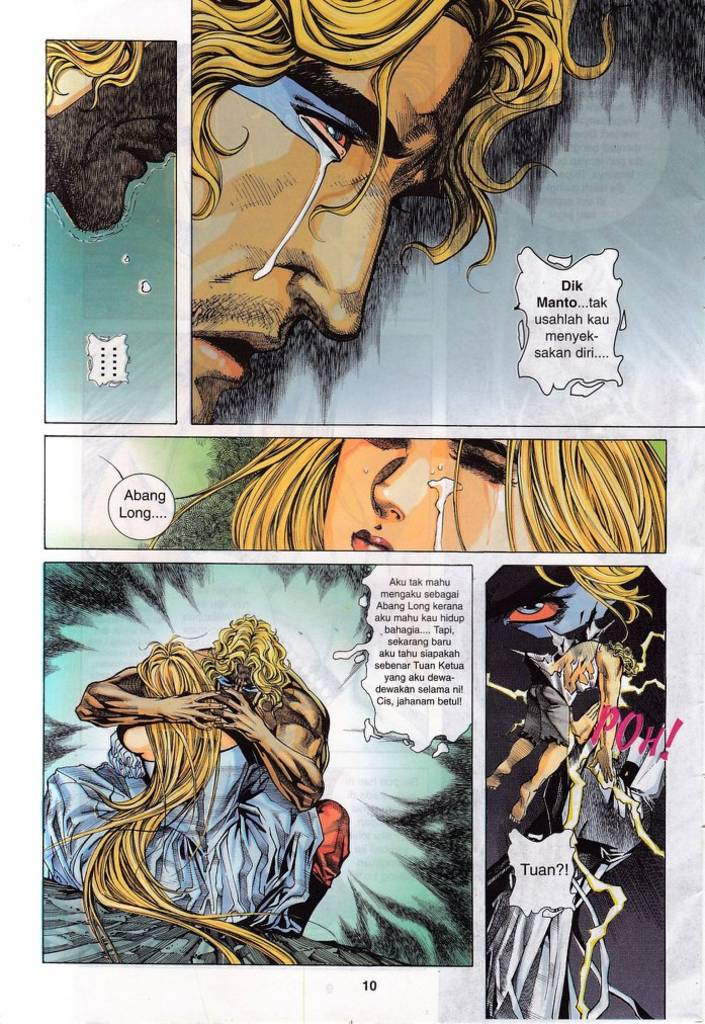 Dik
Manto...tak
usahlah kau
menyek-
sakan diri....
Abang
Long....
Aku tak mahu
mengaku sebagai
Abang Long kerana
aku mahu kau hidup
bahagia.... Tapi,
sekarang baru
aku tahu siapakah
sebenar Tuan Ketua
yang aku dewa-
dewakan selama ni!
Cis, jahanam betul!
POH!
Tuan?!
10